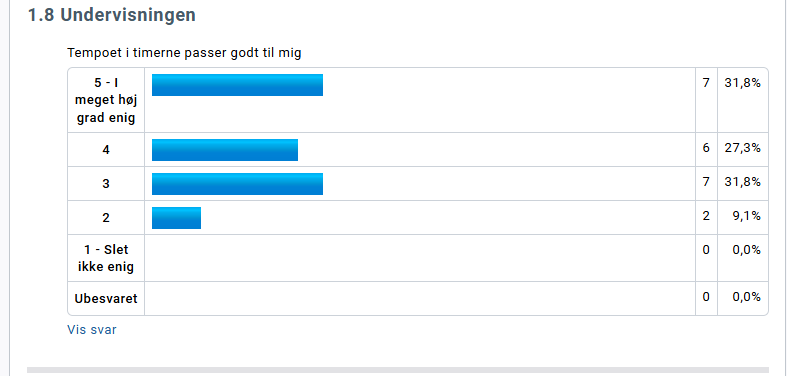 1.8 Undervisningen
Tempoet i timerne passer godt til mig
5 - I
meget høj
grad enig
7 31,8%
4 6 27,3%
3 7 31,8%
2 2 9,1%
1 - Slet
ikke enig
0 0,0%
Ubesvaret 0 0,0%
Vis svar